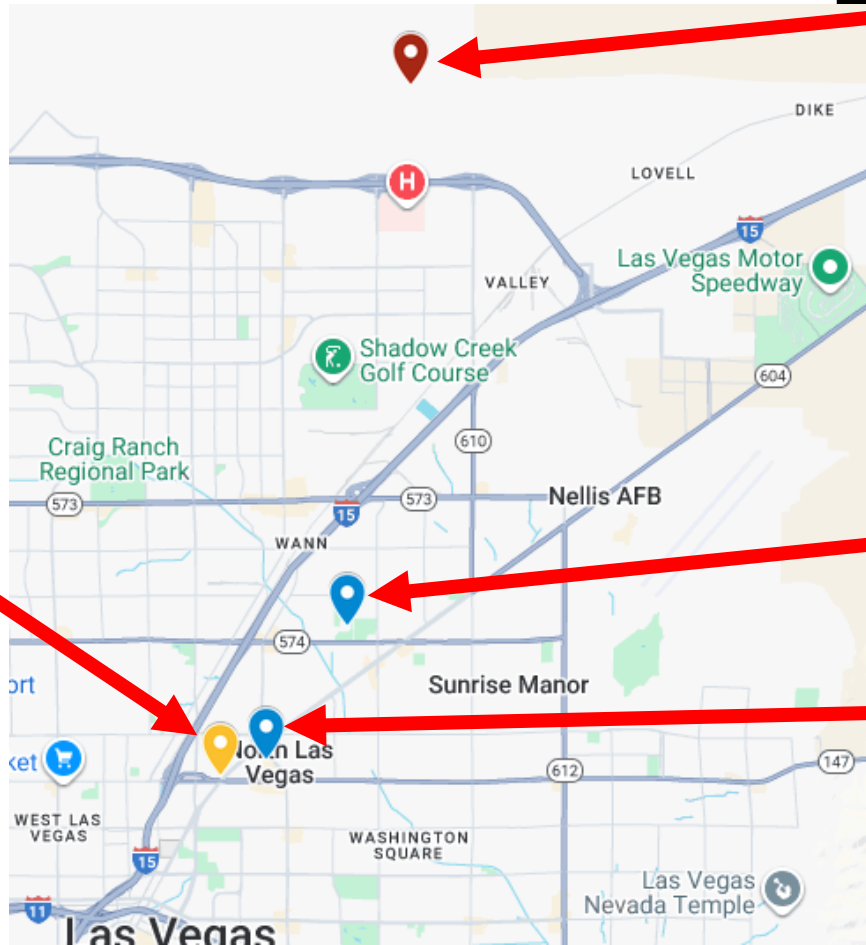 DIKE
LOVELL
H
15
Las Vegas Motor
Speedway
VALLEY
Shadow Creek
Golf Course
604
610
Craig Ranch
Regional Park
573
573
Nellis AFB
15
WANN
574
ort
Sunrise Manor
ket
North Las
Vegas
612
147
WEST LAS
VEGAS
WASHINGTON
SQUARE
15
Las Vegas
Nevada Temple
11
Las Vegas